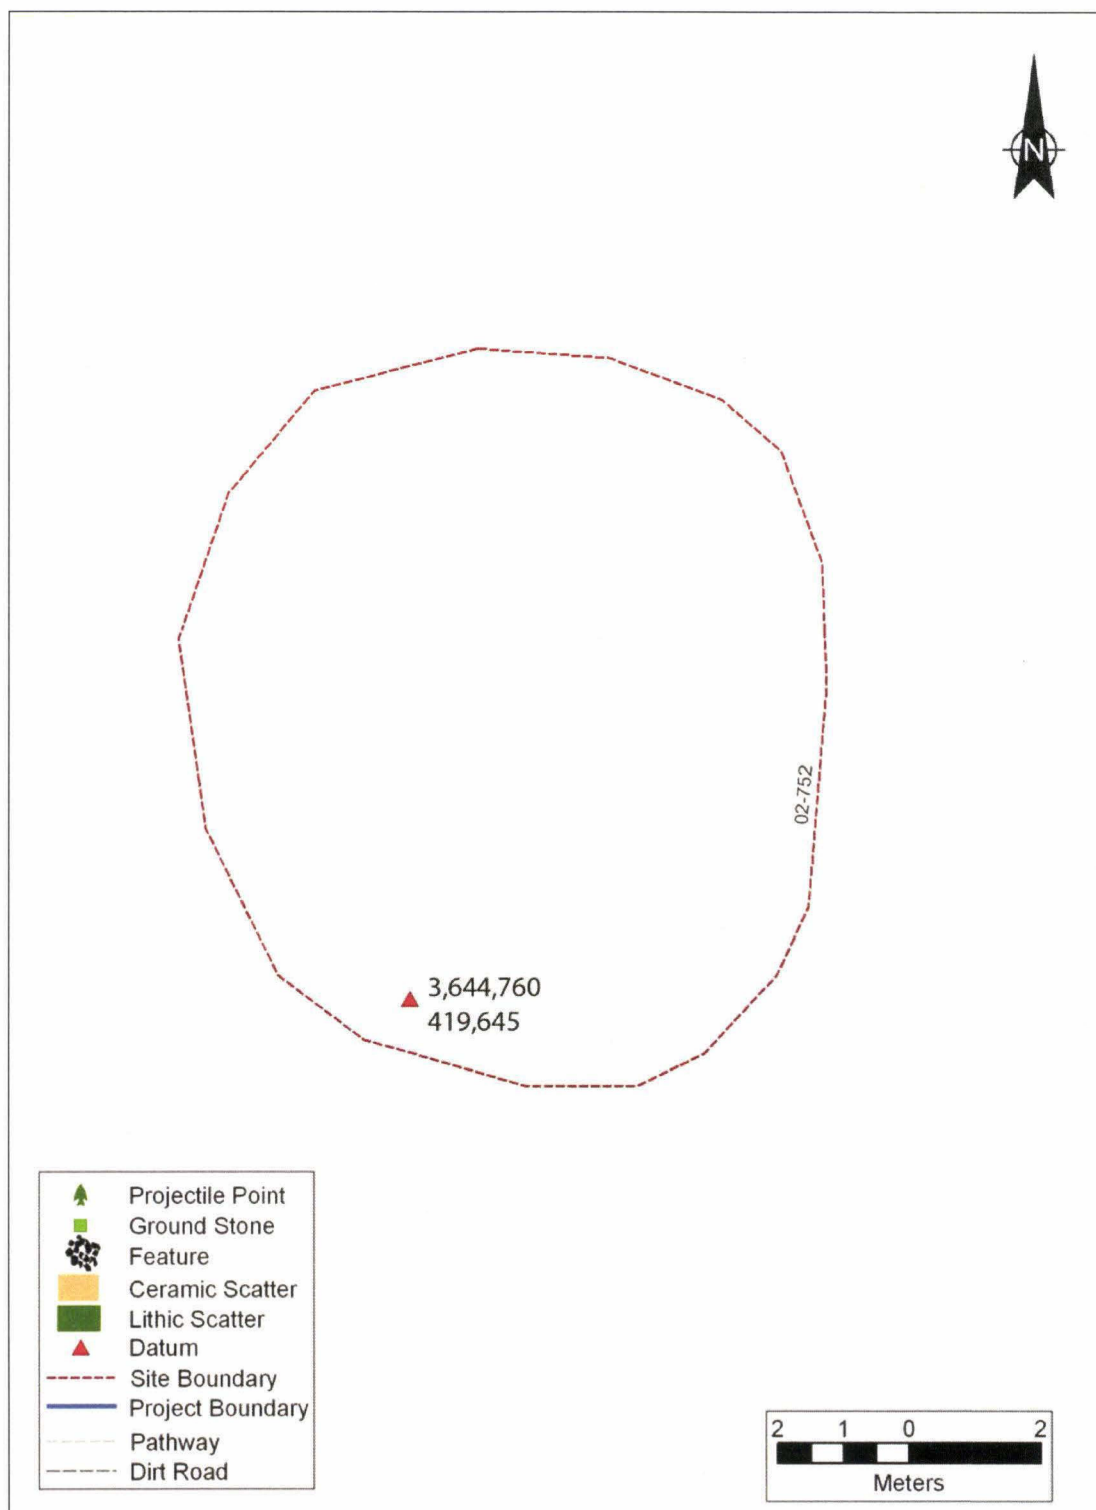 N
02-752
3,644,760
419,645
Projectile Point
Ground Stone
Feature
Ceramic Scatter
Lithic Scatter
Datum
Site Boundary
Project Boundary
Pathway
Dirt Road
2 1 0 2
Meters